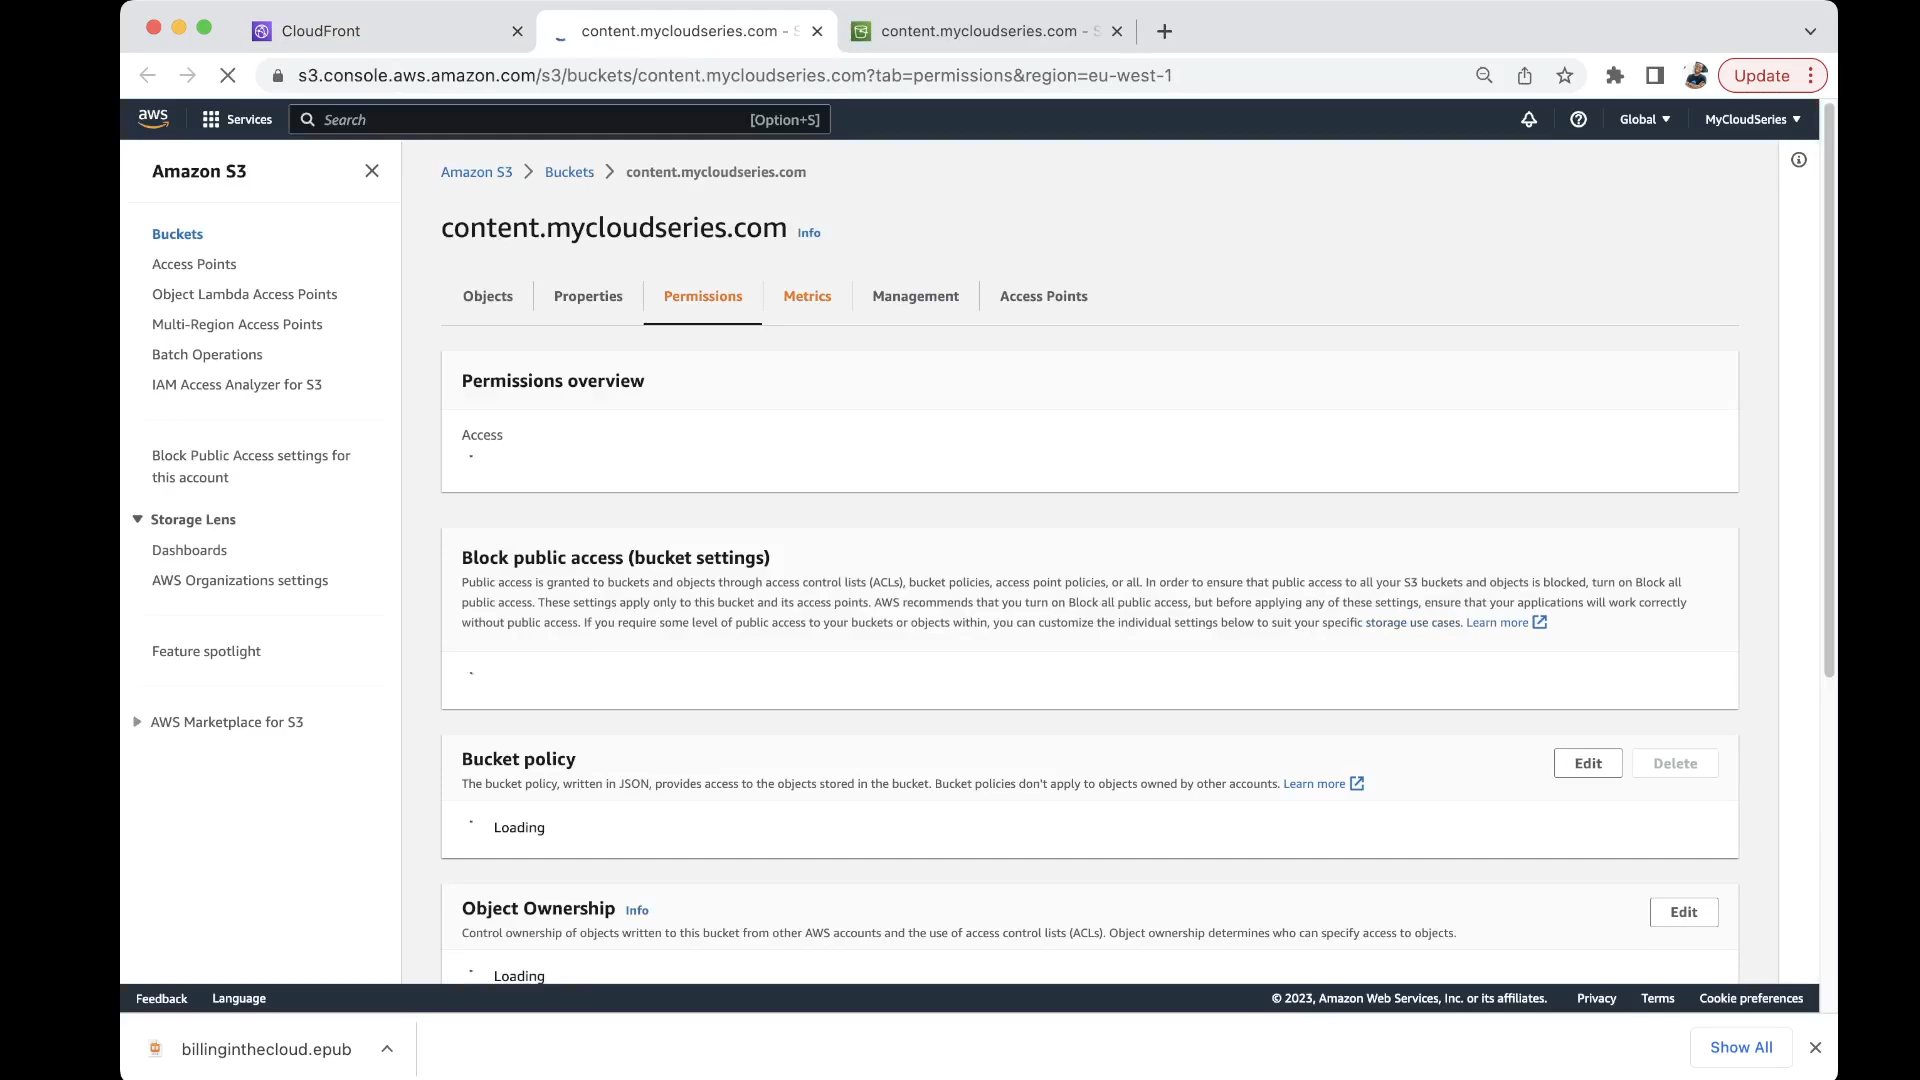 CloudFront
content.mycloudseries.com - S
content.mycloudseries.com - S
s3.console.aws.amazon.com/s3/buckets/content.mycloudseries.com?tab=permissions&region=eu-west-1
Update
aws
Services
Search
[Option+S]
Global
MyCloudSeries
Amazon S3
Buckets
Access Points
Object Lambda Access Points
Multi-Region Access Points
Batch Operations
IAM Access Analyzer for S3
Block Public Access settings for
this account
Storage Lens
Dashboards
AWS Organizations settings
Feature spotlight
AWS Marketplace for S3
Amazon S3 > Buckets > content.mycloudseries.com
content.mycloudseries.com Info
Objects
Properties
Permissions
Metrics
Management
Access Points
Permissions overview
Access
Block public access (bucket settings)
Public access is granted to buckets and objects through access control lists (ACLs), bucket policies, access point policies, or all. In order to ensure that public access to all your S3 buckets and objects is blocked, turn on Block all
public access. These settings apply only to this bucket and its access points. AWS recommends that you turn on Block all public access, but before applying any of these settings, ensure that your applications will work correctly
without public access. If you require some level of public access to your buckets or objects within, you can customize the individual settings below to suit your specific storage use cases. Learn more
Bucket policy
Edit
Delete
The bucket policy, written in JSON, provides access to the objects stored in the bucket. Bucket policies don't apply to objects owned by other accounts. Learn more
Loading
Object Ownership Info
Edit
Control ownership of objects written to this bucket from other AWS accounts and the use of access control lists (ACLs). Object ownership determines who can specify access to objects.
Loading
Feedback
Language
© 2023, Amazon Web Services, Inc. or its affiliates.
Privacy
Terms
Cookie preferences
billinginthecloud.epub
Show All